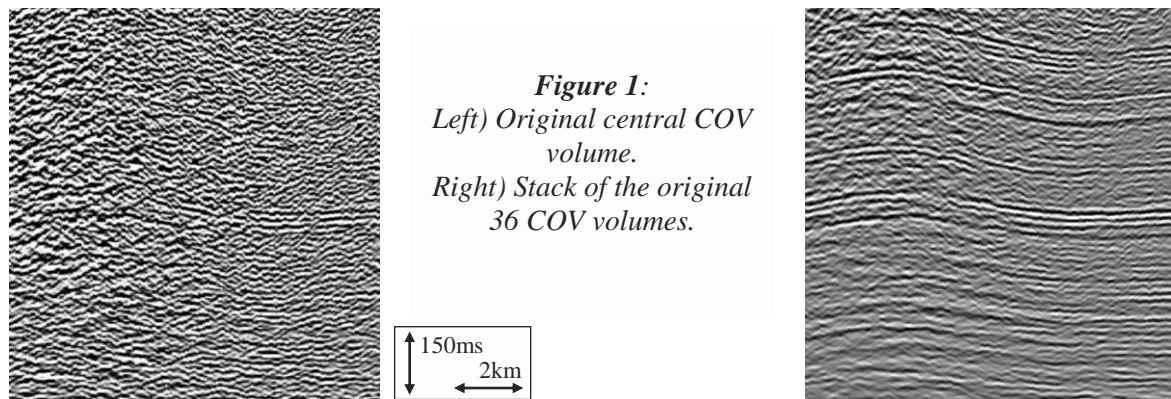 Figure 1:
Left) Original central COV
volume.
Right) Stack of the original
36 COV volumes.
150ms
2km